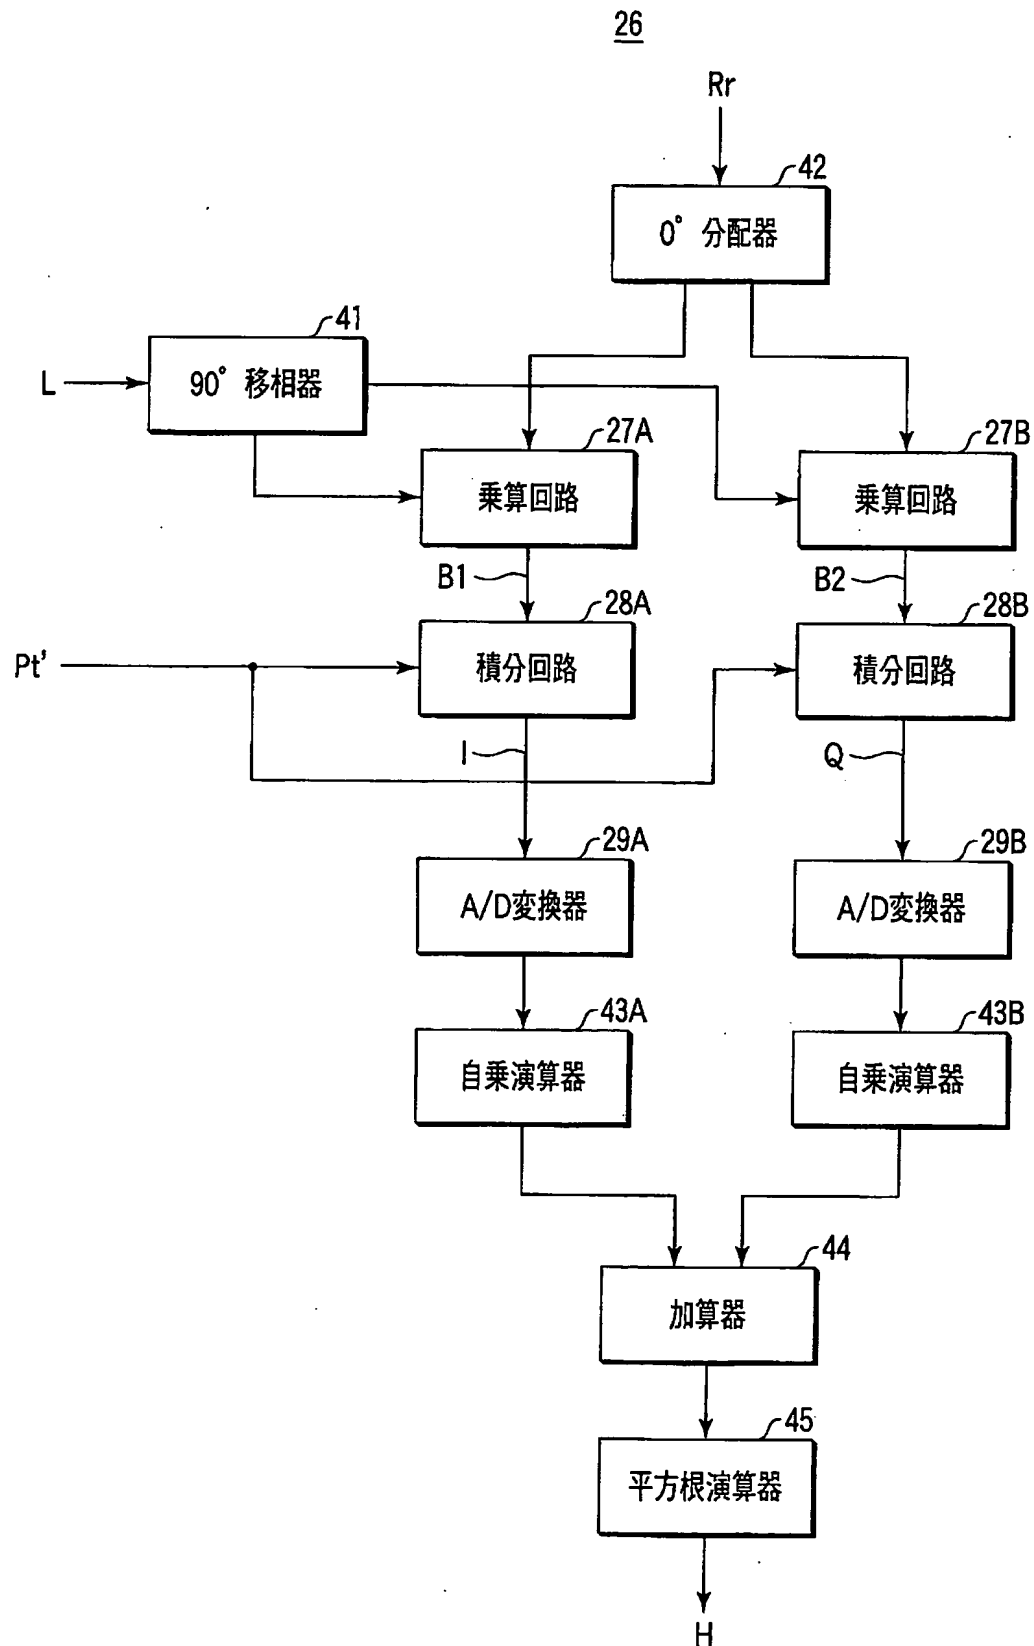 26
Rr
42
0° 分配器
41
L
90° 移相器
27A
乗算回路
27B
乗算回路
B1
B2
28A
積分回路
28B
積分回路
Pt'
I
Q
29A
A/D変換器
29B
A/D変換器
43A
自乗演算器
43B
自乗演算器
44
加算器
45
平方根演算器
H